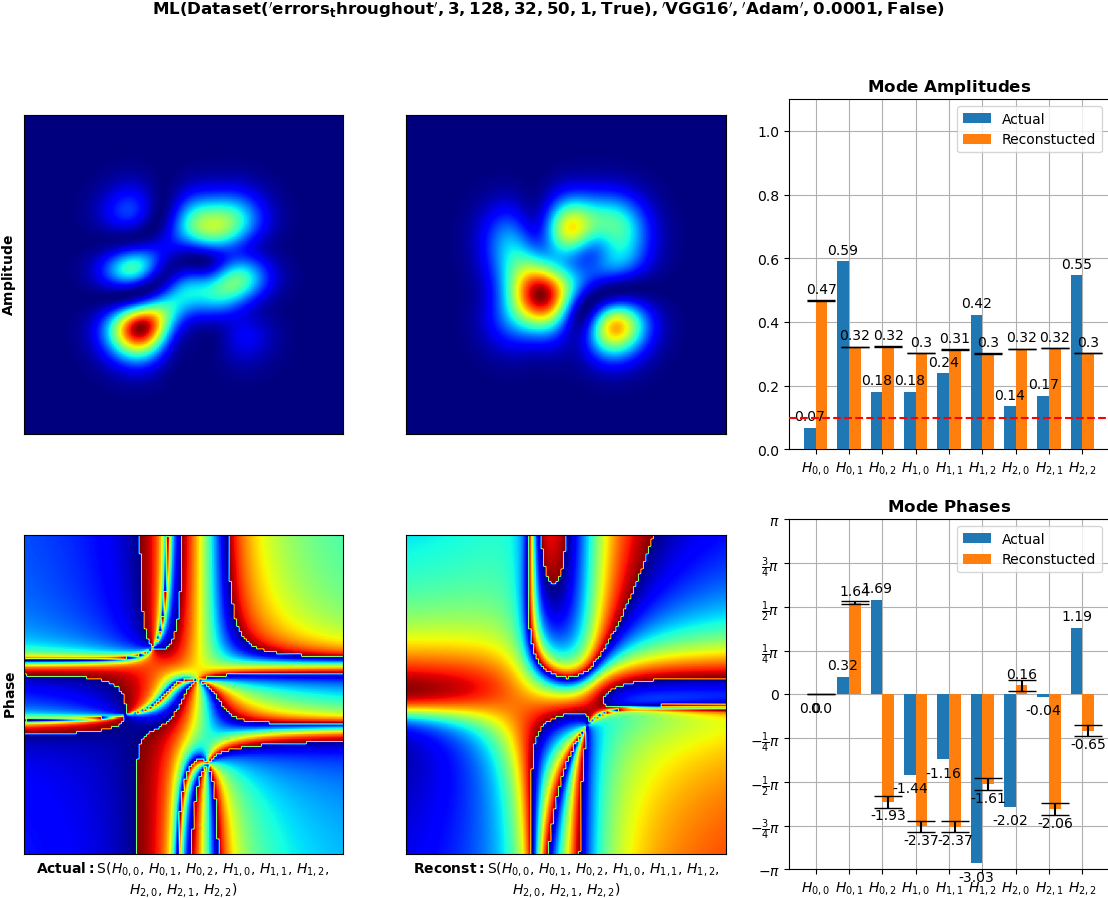 ML(Dataset('errors_throughout', 3, 128, 32, 50, 1, True), 'VGG16', 'Adam', 0.0001, False)
Amplitude
Mode Amplitudes
Actual
Reconstucted
1.0
0.8
0.6
0.4
0.2
0.0
0.07 0.59 0.18 0.18 0.24 0.42 0.14 0.17 0.55
0.47 0.32 0.32 0.3 0.31 0.3 0.32 0.32 0.3
H0,0 H0,1 H0,2 H1,0 H1,1 H1,2 H2,0 H2,1 H2,2
Phase
Actual: S(H0,0, H0,1, H0,2, H1,0, H1,1, H1,2,
H2,0, H2,1, H2,2)
Reconst: S(H0,0, H0,1, H0,2, H1,0, H1,1, H1,2,
H2,0, H2,1, H2,2)
Mode Phases
Actual
Reconstucted
π
3/4π
1/2π
1/4π
0
−1/4π
−1/2π
−3/4π
−π
0.0 0.32 1.69 -1.44 -1.16 -3.03 -2.02 -0.04 1.19
0.0 1.64 -1.93 -2.37 -2.37 -1.61 0.16 -2.06 -0.65
H0,0 H0,1 H0,2 H1,0 H1,1 H1,2 H2,0 H2,1 H2,2